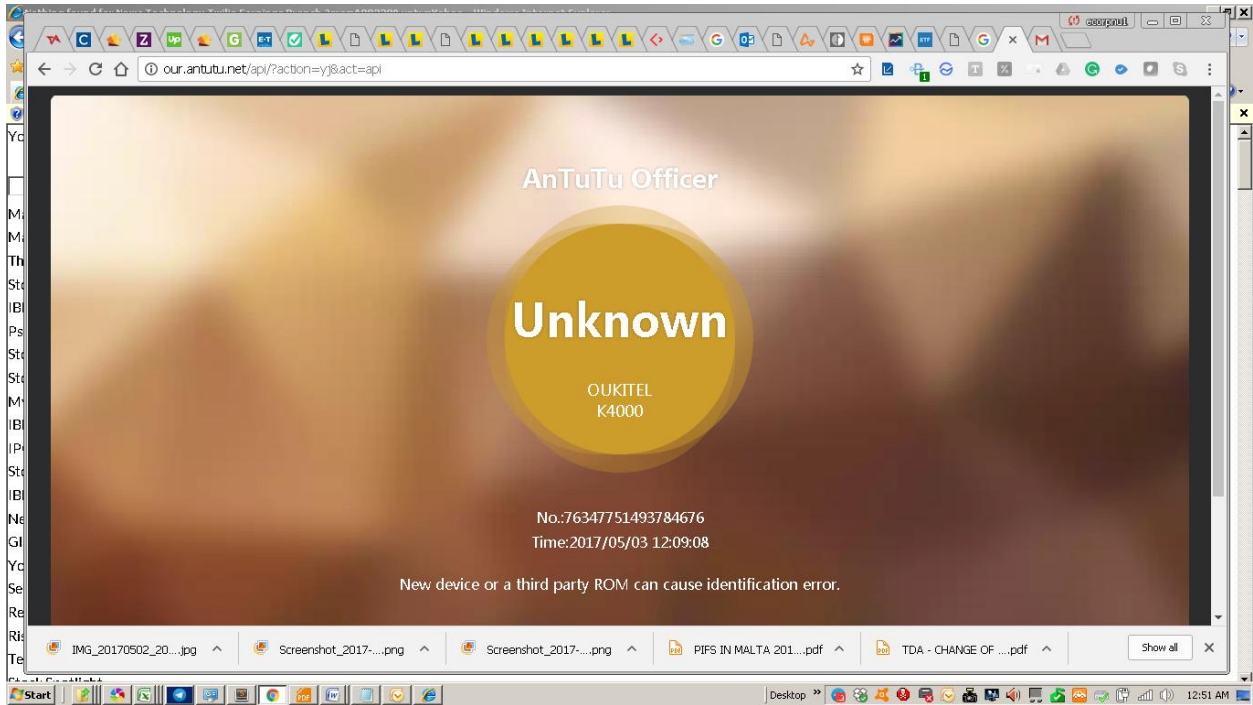 our.antutu.net/api/?action=yj&act=api
AnTuTu Officer
Unknown
OUKITEL
K4000
No.:76347751493784676
Time:2017/05/03 12:09:08
New device or a third party ROM can cause identification error.
IMG_20170502_20....jpg
Screenshot_2017-....png
Screenshot_2017-....png
PIFS IN MALTA 201....pdf
TDA - CHANGE OF ....pdf
Show all
Start
Desktop
12:51 AM